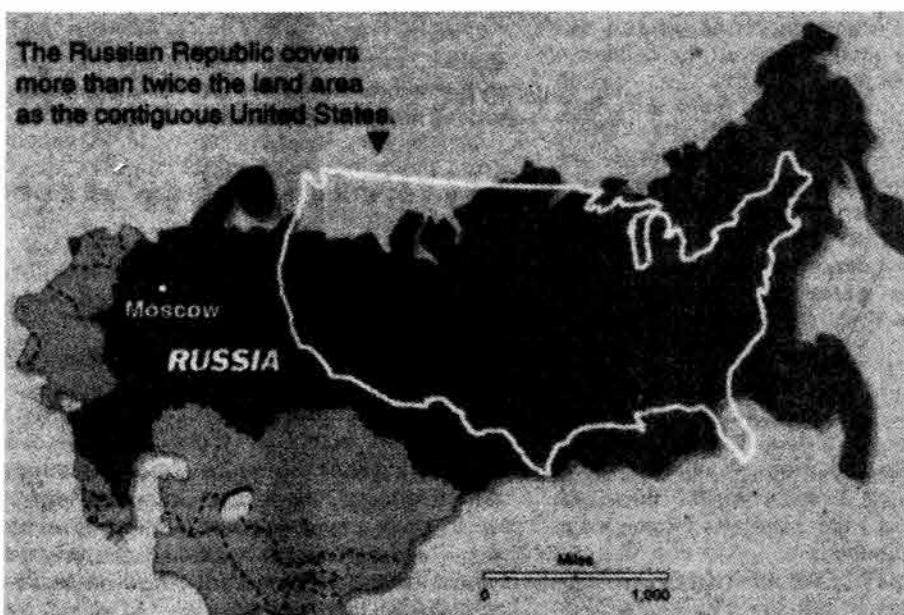 The Russian Republic covers
more than twice the land area
as the contiguous United States.
Moscow
RUSSIA
Miles
0 1,000